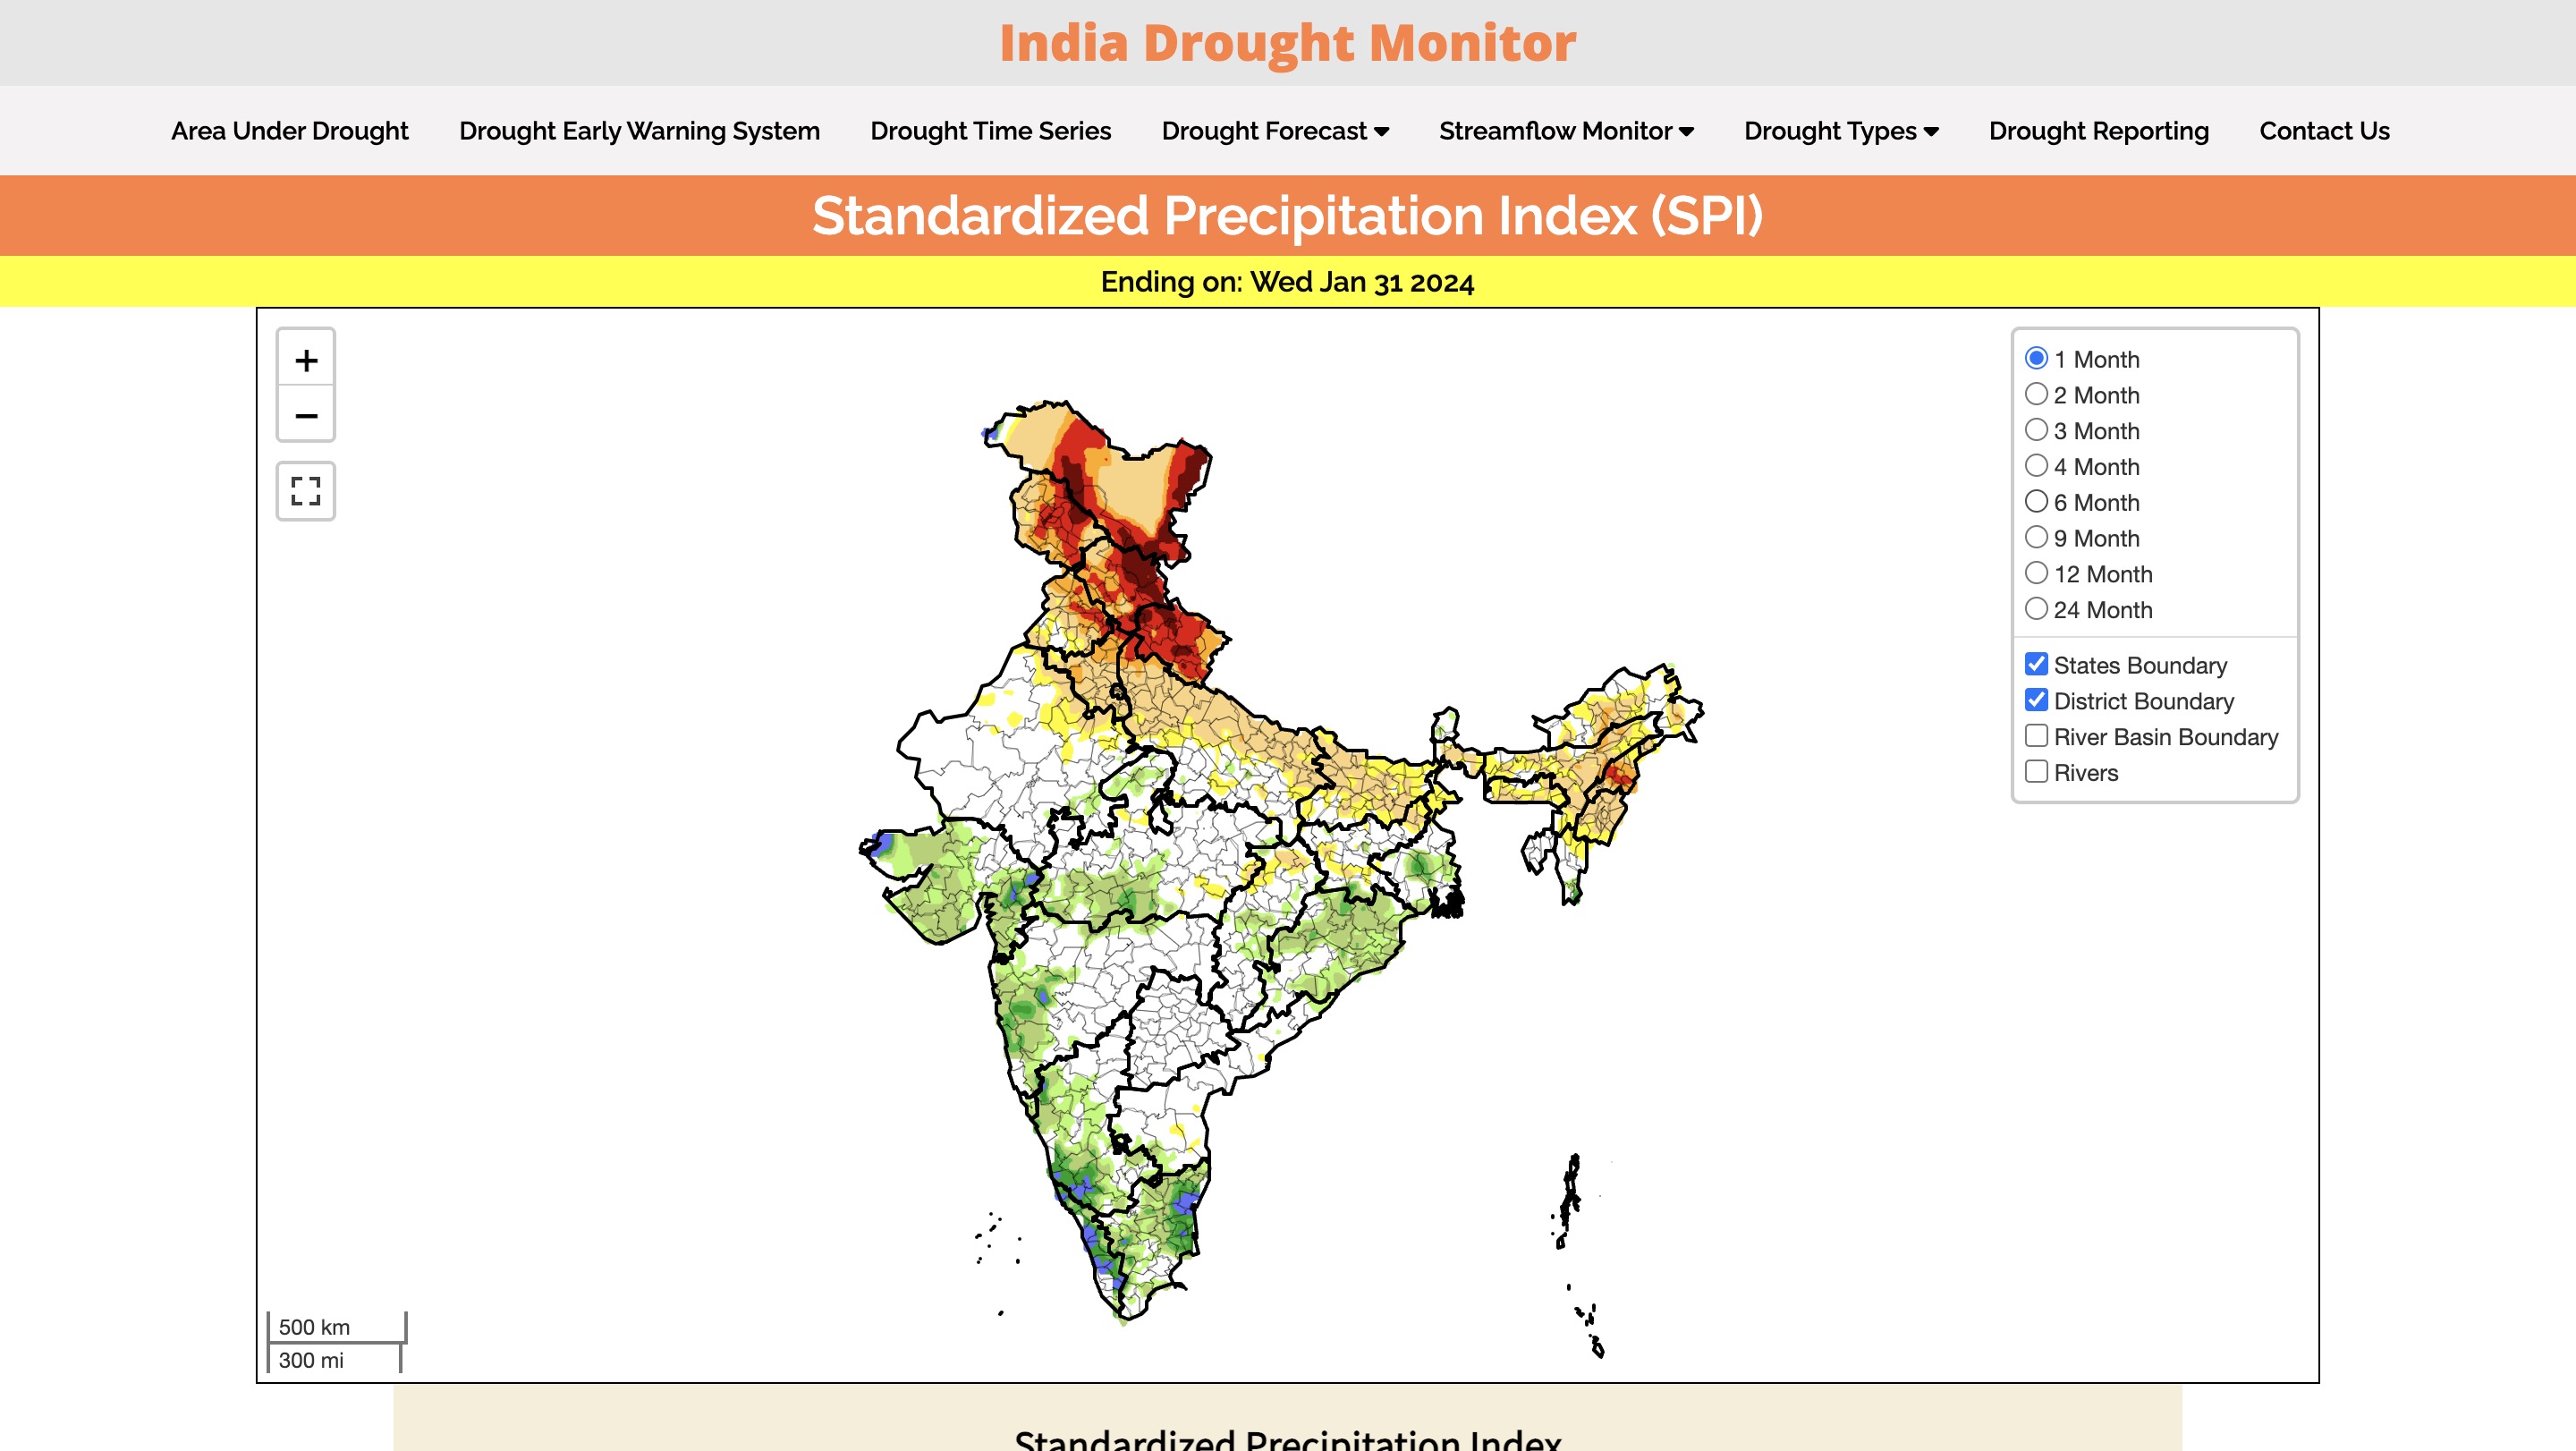 India Drought Monitor
Area Under Drought Drought Early Warning System Drought Time Series Drought Forecast Streamflow Monitor Drought Types Drought Reporting Contact Us
Standardized Precipitation Index (SPI)
Ending on: Wed Jan 31 2024
+
−
1 Month
2 Month
3 Month
4 Month
6 Month
9 Month
12 Month
24 Month
States Boundary
District Boundary
River Basin Boundary
Rivers
500 km
300 mi
Standardized Precipitation Index